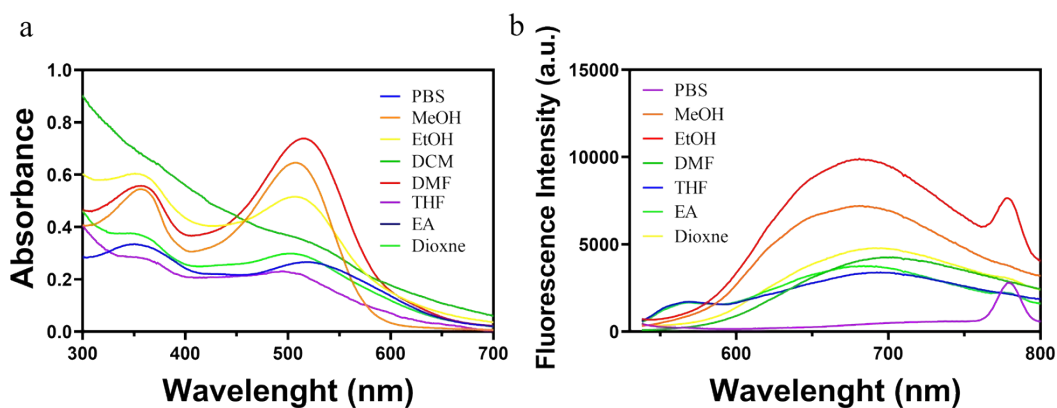 a
Absorbance
1.0
0.8
0.6
0.4
0.2
0.0
300
400
500
600
700
Wavelenght (nm)
PBS
MeOH
EtOH
DCM
DMF
THF
EA
Dioxne
b
Fluorescence Intensity (a.u.)
15000
10000
5000
0
600
700
800
Wavelenght (nm)
PBS
MeOH
EtOH
DMF
THF
EA
Dioxne